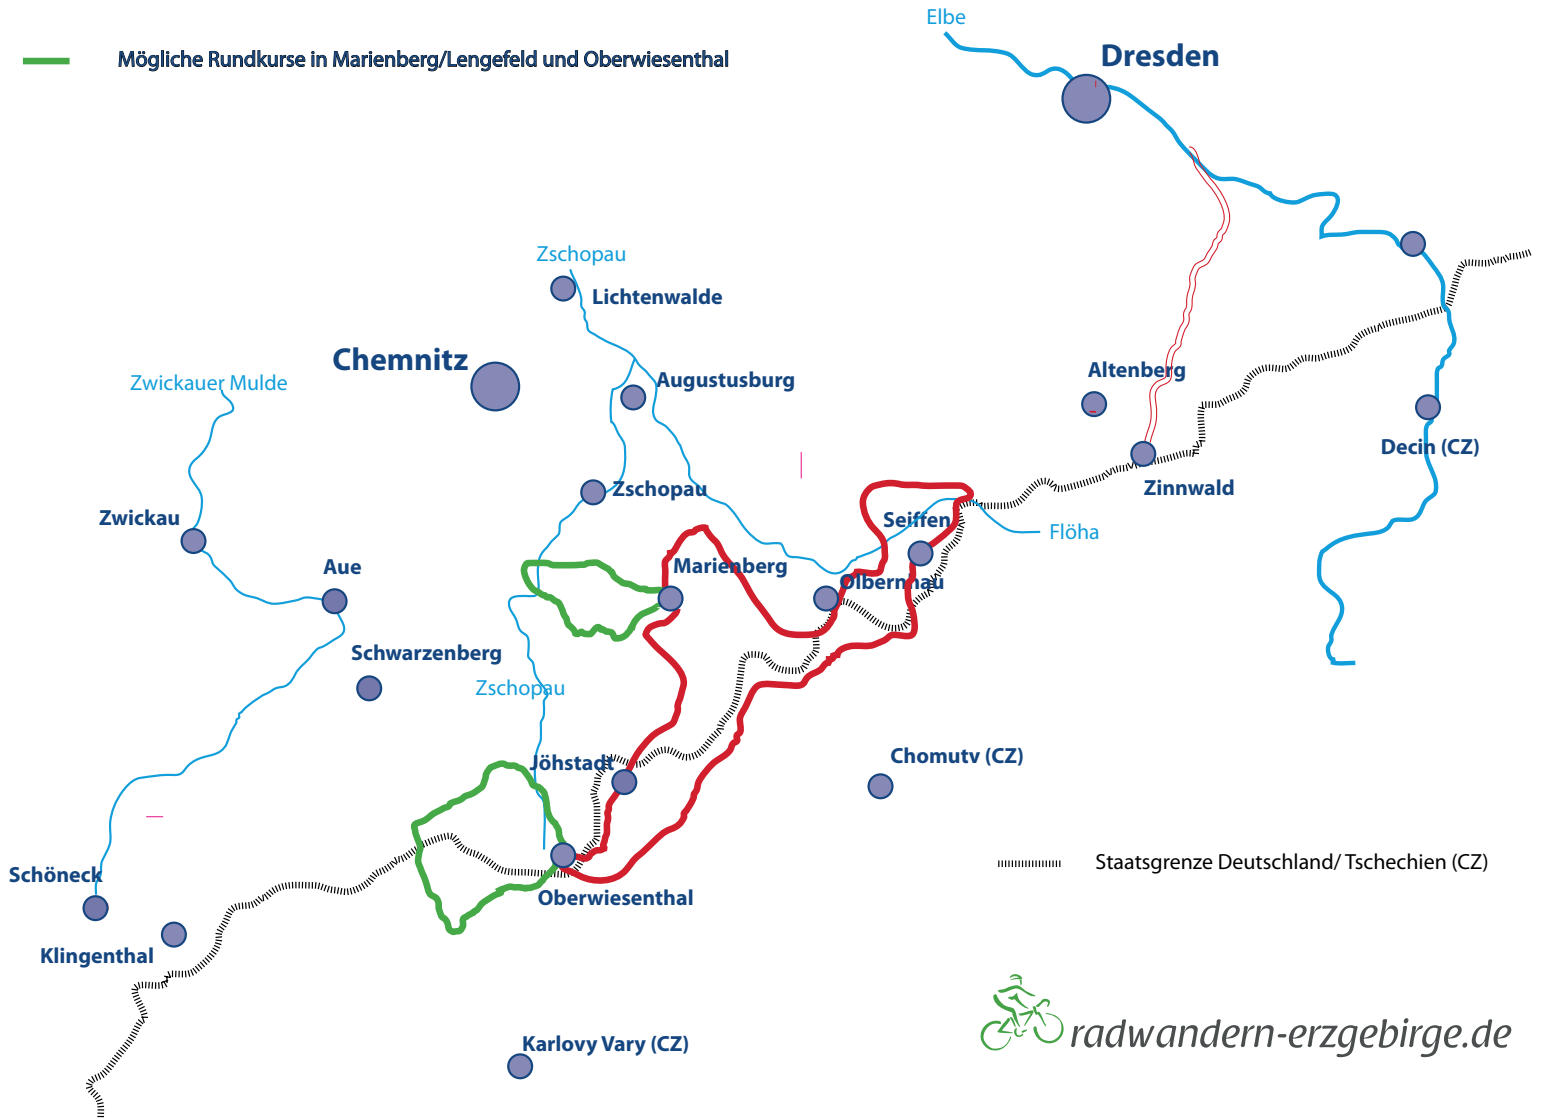 Elbe
Dresden
Mögliche Rundkurse in Marienberg/Lengefeld und Oberwiesenthal
Zschopau
Lichtenwalde
Chemnitz
Zwickauer Mulde
Augustusburg
Altenberg
Decin (CZ)
Zschopau
Zinnwald
Zwickau
Seiffen
Flöha
Aue
Marienberg
Olbernhau
Schwarzenberg
Zschopau
Jöhstadt
Chomutv (CZ)
Staatsgrenze Deutschland/ Tschechien (CZ)
Schöneck
Oberwiesenthal
Klingenthal
radwandern-erzgebirge.de
Karlovy Vary (CZ)